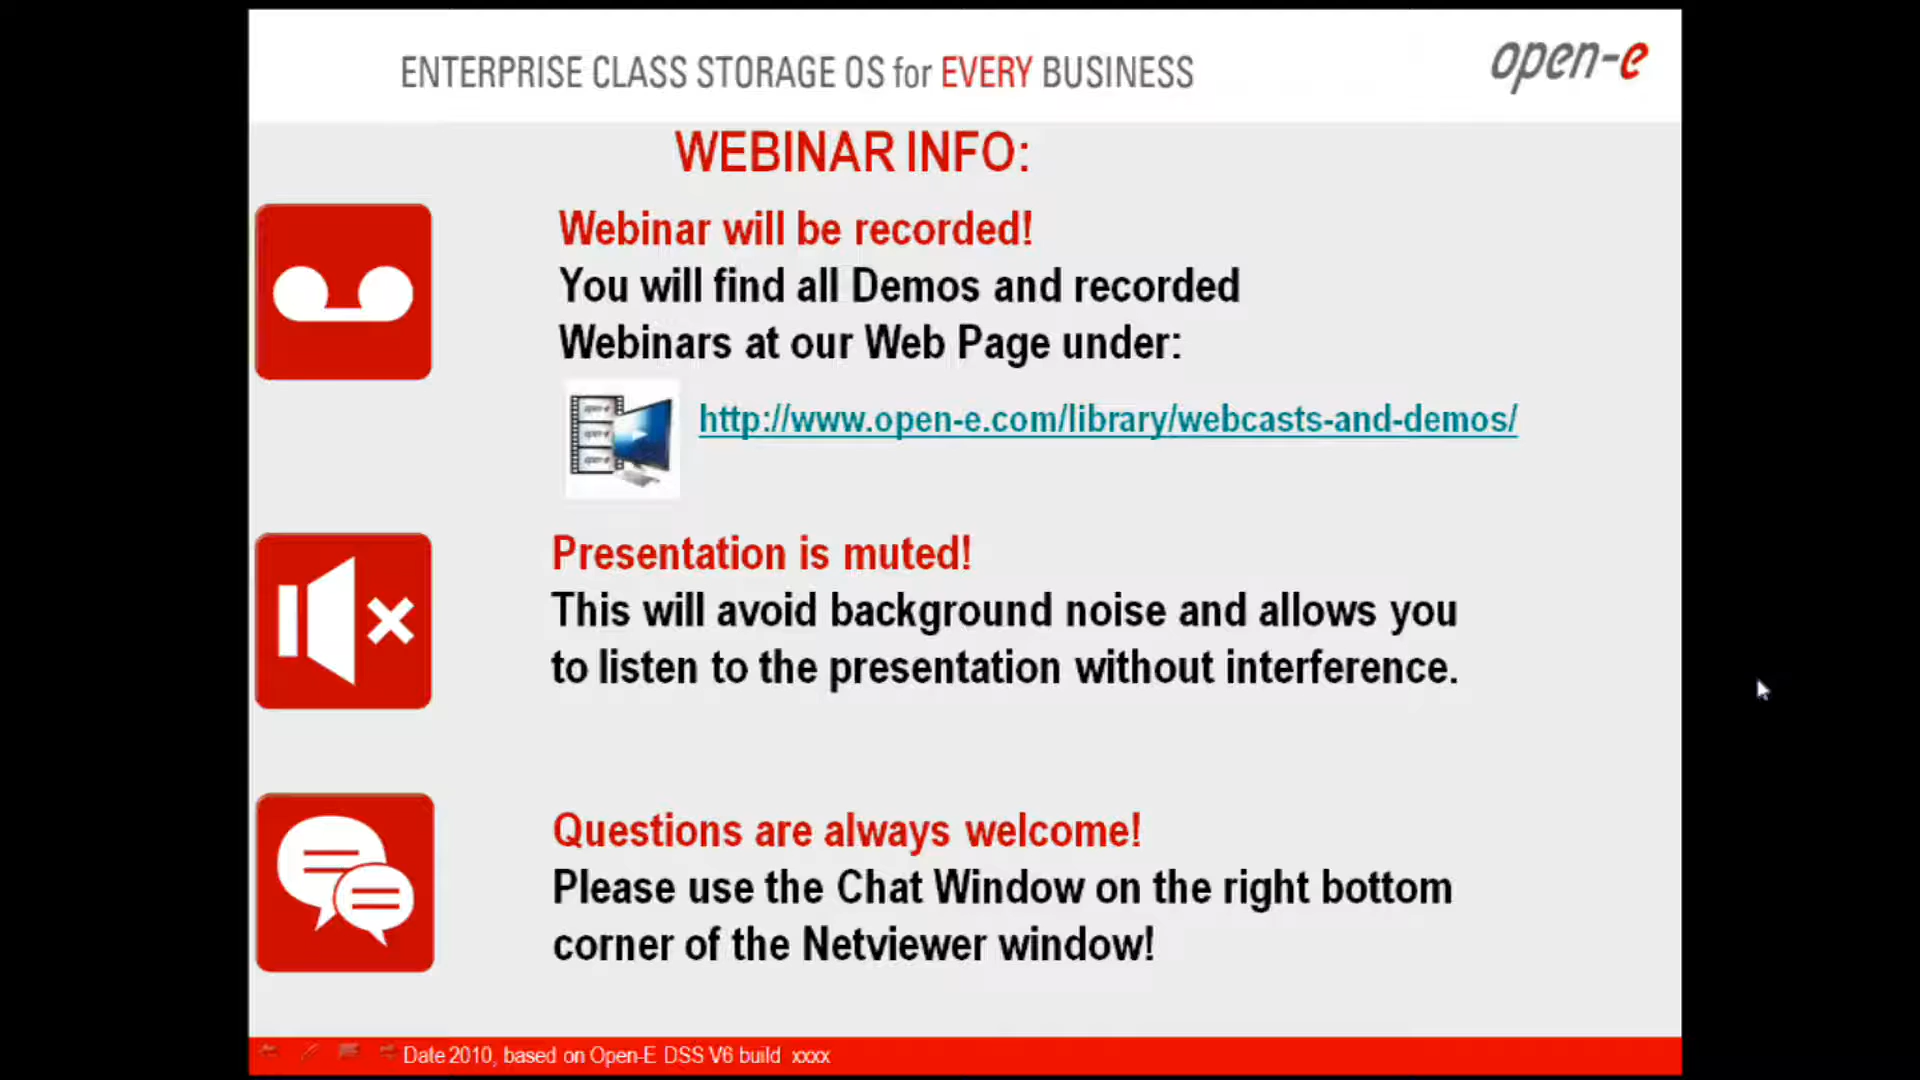 ENTERPRISE CLASS STORAGE OS for EVERY BUSINESS
open-e
WEBINAR INFO:
Webinar will be recorded!
You will find all Demos and recorded
Webinars at our Web Page under:
open-e
open-e
open-e
http://www.open-e.com/library/webcasts-and-demos/
Presentation is muted!
This will avoid background noise and allows you
to listen to the presentation without interference.
Questions are always welcome!
Please use the Chat Window on the right bottom
corner of the Netviewer window!
Date 2010, based on Open-E DSS V6 build xxxx